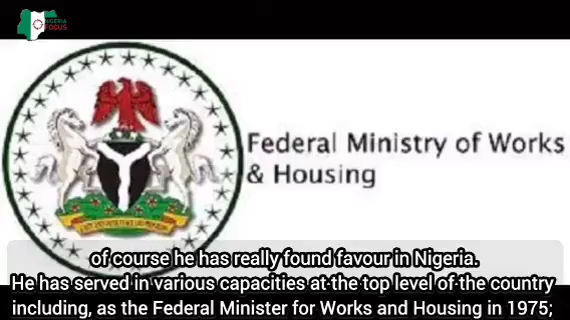 NIGERIA
FOCUS
Federal Ministry of Works
& Housing
of course he has really found favour in Nigeria.
He has served in various capacities at the top level of the country
including, as the Federal Minister for Works and Housing in 1975;